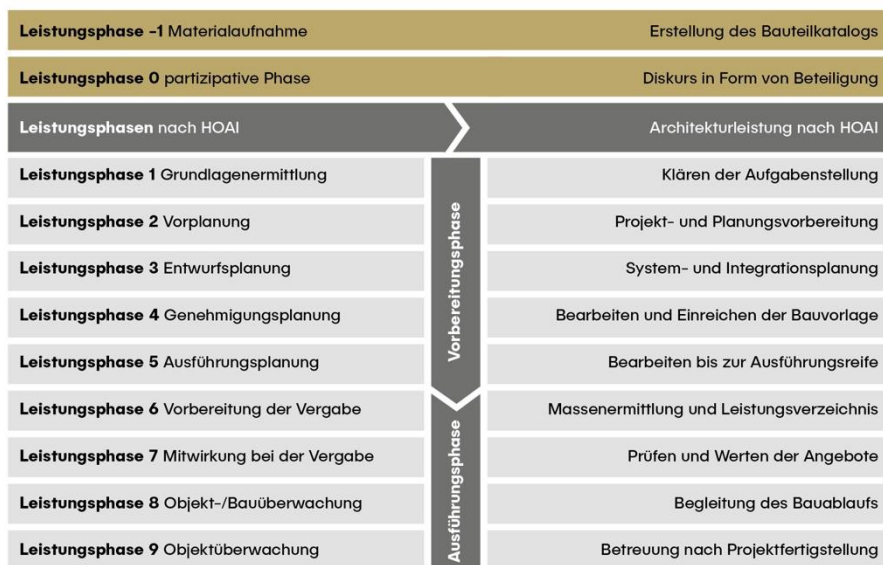 Leistungsphase -1 Materialaufnahme Erstellung des Bauteilkatalogs
Leistungsphase 0 partizipative Phase Diskurs in Form von Beteiligung
Leistungsphasen nach HOAI Architekturleistung nach HOAI
Leistungsphase 1 Grundlagenermittlung Klären der Aufgabenstellung
Leistungsphase 2 Vorplanung Projekt- und Planungsvorbereitung
Leistungsphase 3 Entwurfsplanung System- und Integrationsplanung
Leistungsphase 4 Genehmigungsplanung Bearbeiten und Einreichen der Bauvorlage
Leistungsphase 5 Ausführungsplanung Bearbeiten bis zur Ausführungsreife
Vorbereitungsphase
Leistungsphase 6 Vorbereitung der Vergabe Massenermittlung und Leistungsverzeichnis
Leistungsphase 7 Mitwirkung bei der Vergabe Prüfen und Werten der Angebote
Leistungsphase 8 Objekt-/Bauüberwachung Begleitung des Bauablaufs
Leistungsphase 9 Objektüberwachung Betreuung nach Projektfertigstellung
Ausführungsphase